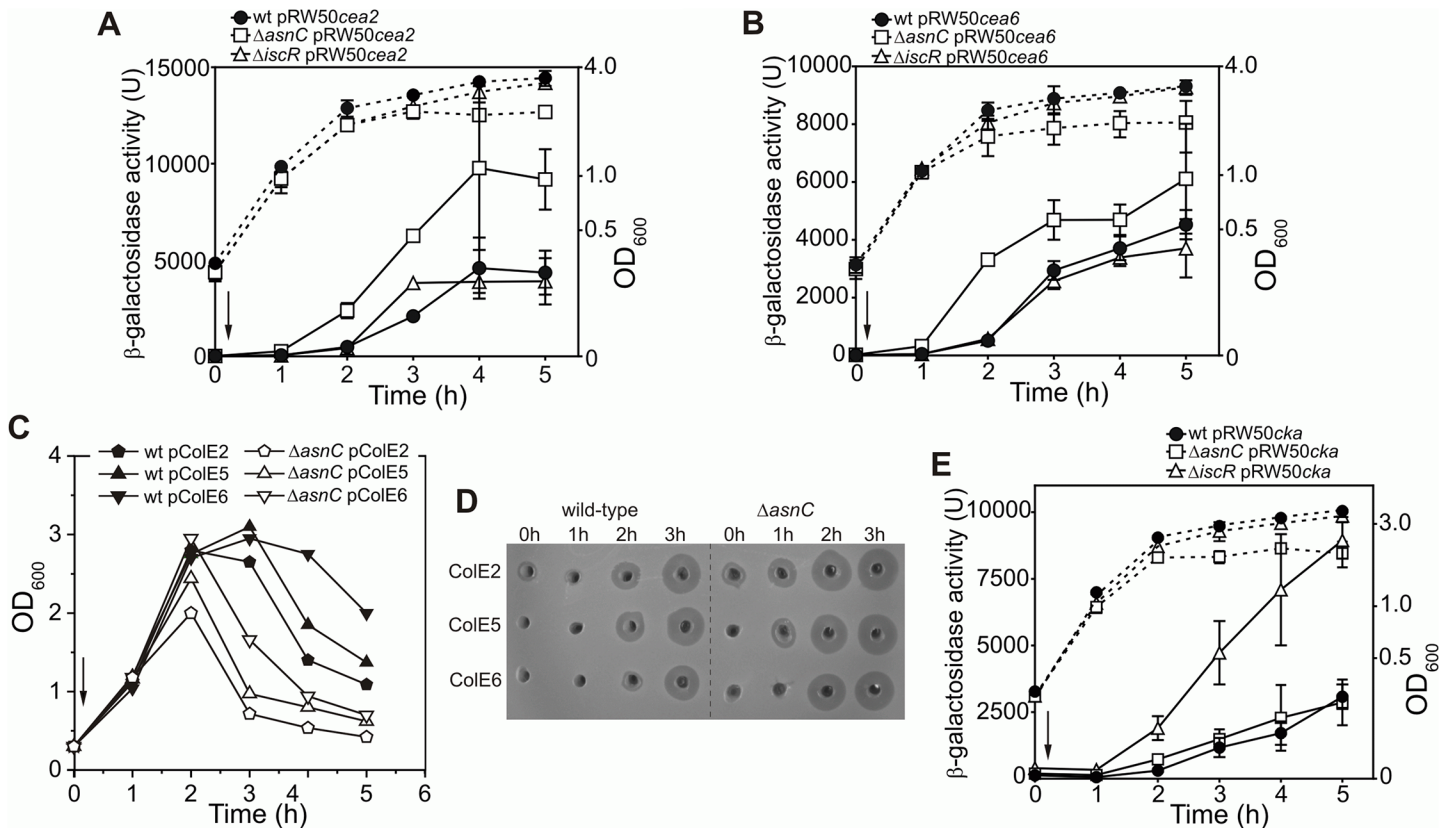 A
wt pRW50cea2
ΔasnC pRW50cea2
ΔiscR pRW50cea2
15000
10000
5000
0
β-galactosidase activity (U)
4.0
1.0
0.5
0
OD600
0 1 2 3 4 5
Time (h)
B
wt pRW50cea6
ΔasnC pRW50cea6
ΔiscR pRW50cea6
10000
8000
6000
4000
2000
0
β-galactosidase activity (U)
4.0
1.0
0.5
0
OD600
0 1 2 3 4 5
Time (h)
C
wt pColE2 ΔasnC pColE2
wt pColE5 ΔasnC pColE5
wt pColE6 ΔasnC pColE6
4
3
2
1
0
OD600
0 1 2 3 4 5 6
Time (h)
D
wild-type ΔasnC
0h 1h 2h 3h 0h 1h 2h 3h
ColE2
ColE5
ColE6
E
wt pRW50cka
ΔasnC pRW50cka
ΔiscR pRW50cka
10000
7500
5000
2500
0
β-galactosidase activity (U)
3.0
1.0
0.5
0
OD600
0 1 2 3 4 5
Time (h)